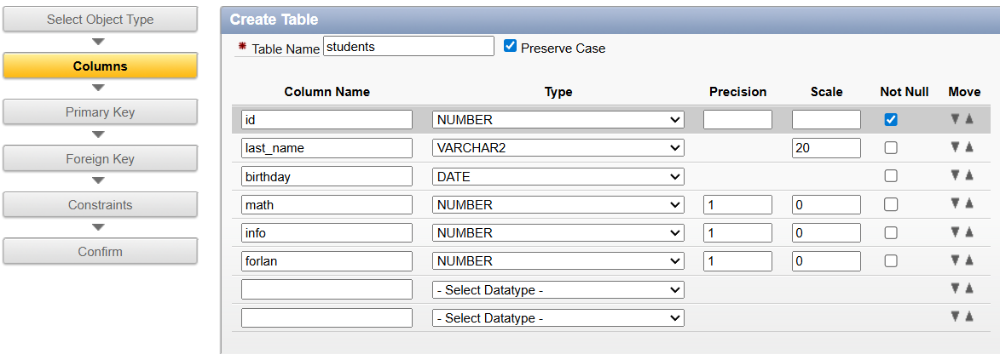 Select Object Type
Columns
Primary Key
Foreign Key
Constraints
Confirm
Create Table
* Table Name students Preserve Case
Column Name Type Precision Scale Not Null Move
id NUMBER
last_name VARCHAR2 20
birthday DATE
math NUMBER 1 0
info NUMBER 1 0
forlan NUMBER 1 0
- Select Datatype -
- Select Datatype -